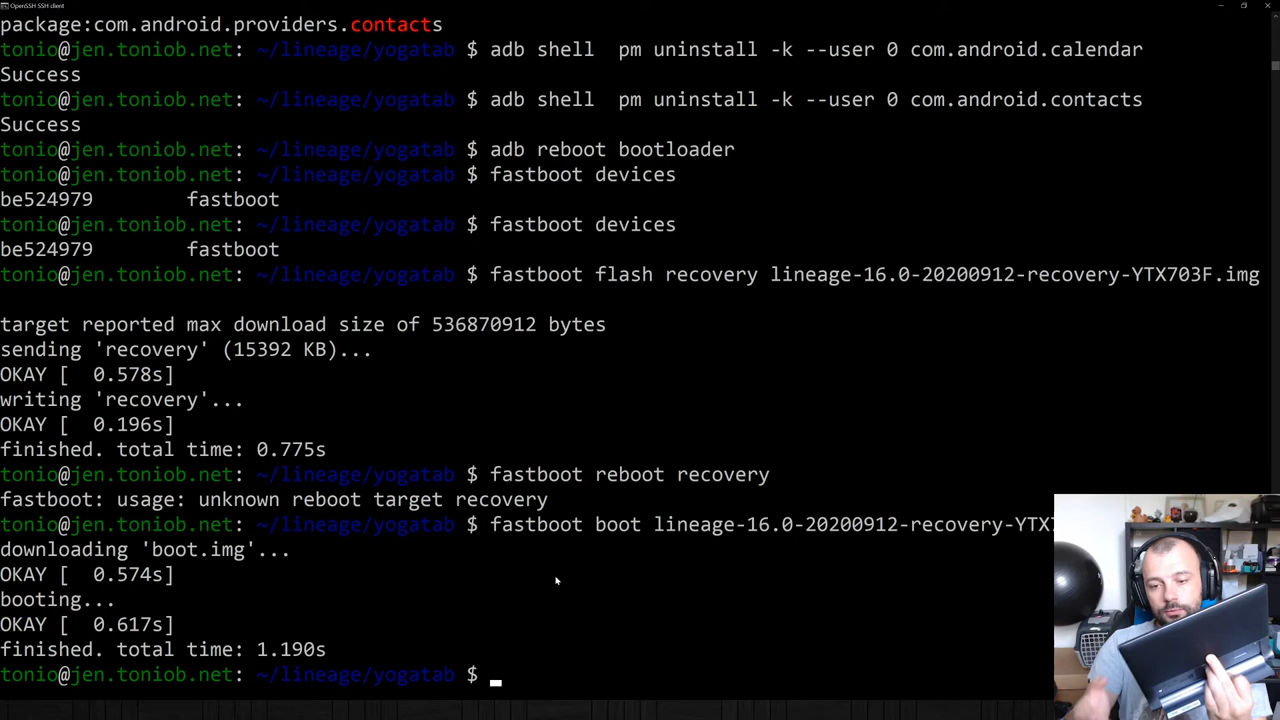 OpenSSH SSH client
package:com.android.providers.contacts
tonio@jen.toniob.net: ~/lineage/yogatab $ adb shell  pm uninstall -k --user 0 com.android.calendar
Success
tonio@jen.toniob.net: ~/lineage/yogatab $ adb shell  pm uninstall -k --user 0 com.android.contacts
Success
tonio@jen.toniob.net: ~/lineage/yogatab $ adb reboot bootloader
tonio@jen.toniob.net: ~/lineage/yogatab $ fastboot devices
be524979        fastboot
tonio@jen.toniob.net: ~/lineage/yogatab $ fastboot devices
be524979        fastboot
tonio@jen.toniob.net: ~/lineage/yogatab $ fastboot flash recovery lineage-16.0-20200912-recovery-YTX703F.img
target reported max download size of 536870912 bytes
sending 'recovery' (15392 KB)...
OKAY [  0.578s]
writing 'recovery'...
OKAY [  0.196s]
finished. total time: 0.775s
tonio@jen.toniob.net: ~/lineage/yogatab $ fastboot reboot recovery
fastboot: usage: unknown reboot target recovery
tonio@jen.toniob.net: ~/lineage/yogatab $ fastboot boot lineage-16.0-20200912-recovery-YTX
downloading 'boot.img'...
OKAY [  0.574s]
booting...
OKAY [  0.617s]
finished. total time: 1.190s
tonio@jen.toniob.net: ~/lineage/yogatab $